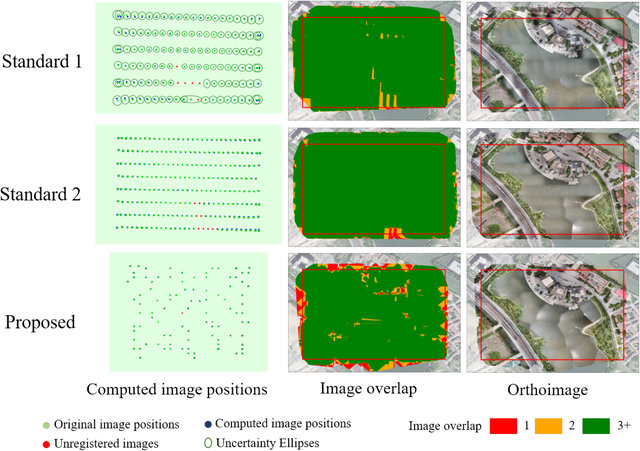 Standard 1
Standard 2
Proposed
Computed image positions
Image overlap
Orthoimage
Original image positions
Computed image positions
Image overlap
1
2
3+
Unregistered images
Uncertainty Ellipses